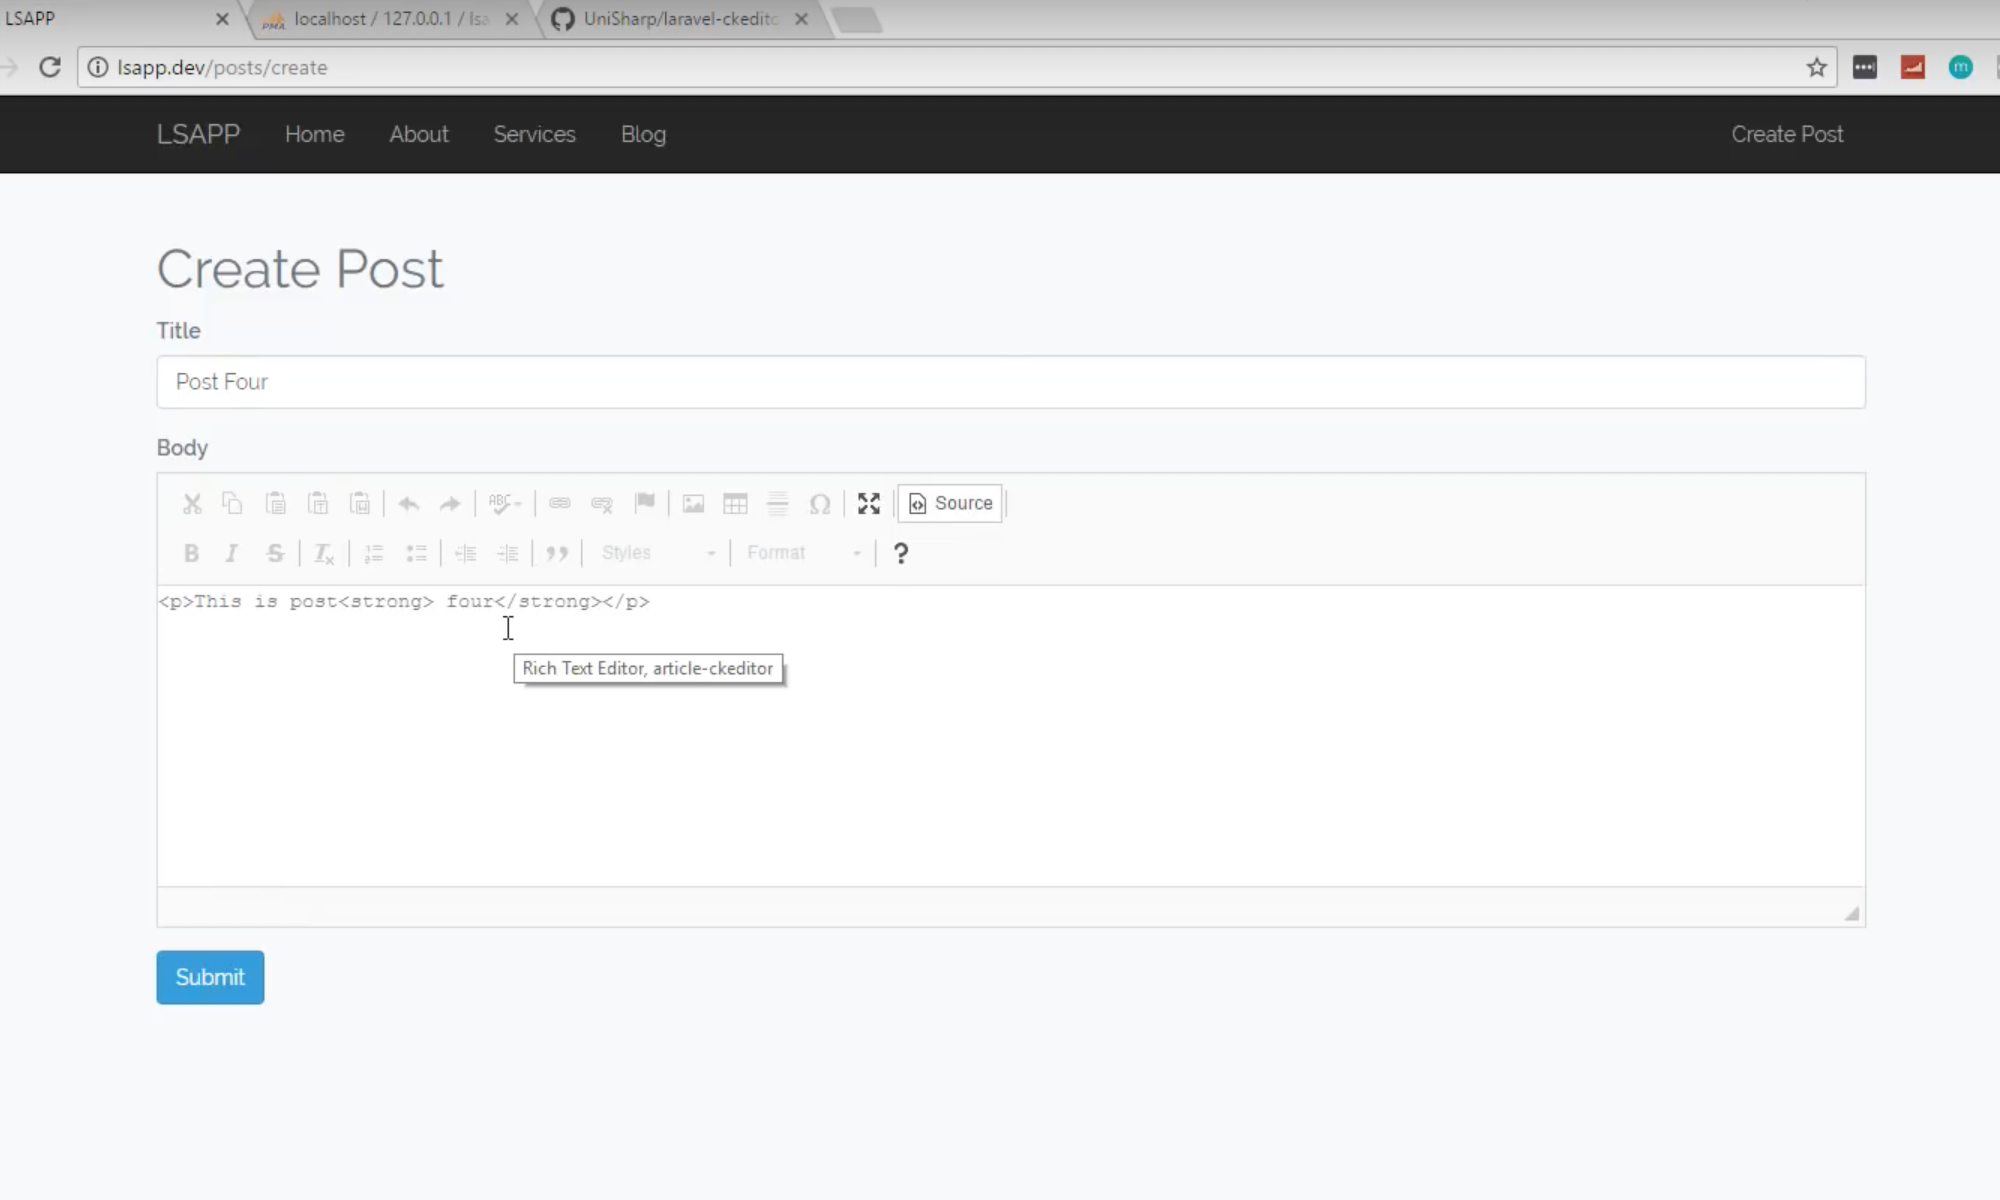 LSAPP
localhost / 127.0.0.1 / lsa
UniSharp/laravel-ckedito
lsapp.dev/posts/create
LSAPP Home About Services Blog Create Post
Create Post
Title
Post Four
Body
Source
Styles Format ?
<p>This is post<strong> four</strong></p>
Rich Text Editor, article-ckeditor
Submit